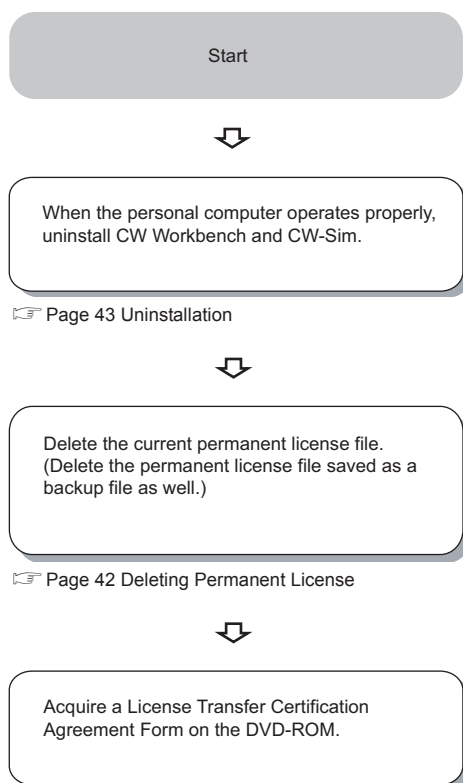 Start
When the personal computer operates properly,
uninstall CW Workbench and CW-Sim.
Page 43 Uninstallation
Delete the current permanent license file.
(Delete the permanent license file saved as a
backup file as well.)
Page 42 Deleting Permanent License
Acquire a License Transfer Certification
Agreement Form on the DVD-ROM.